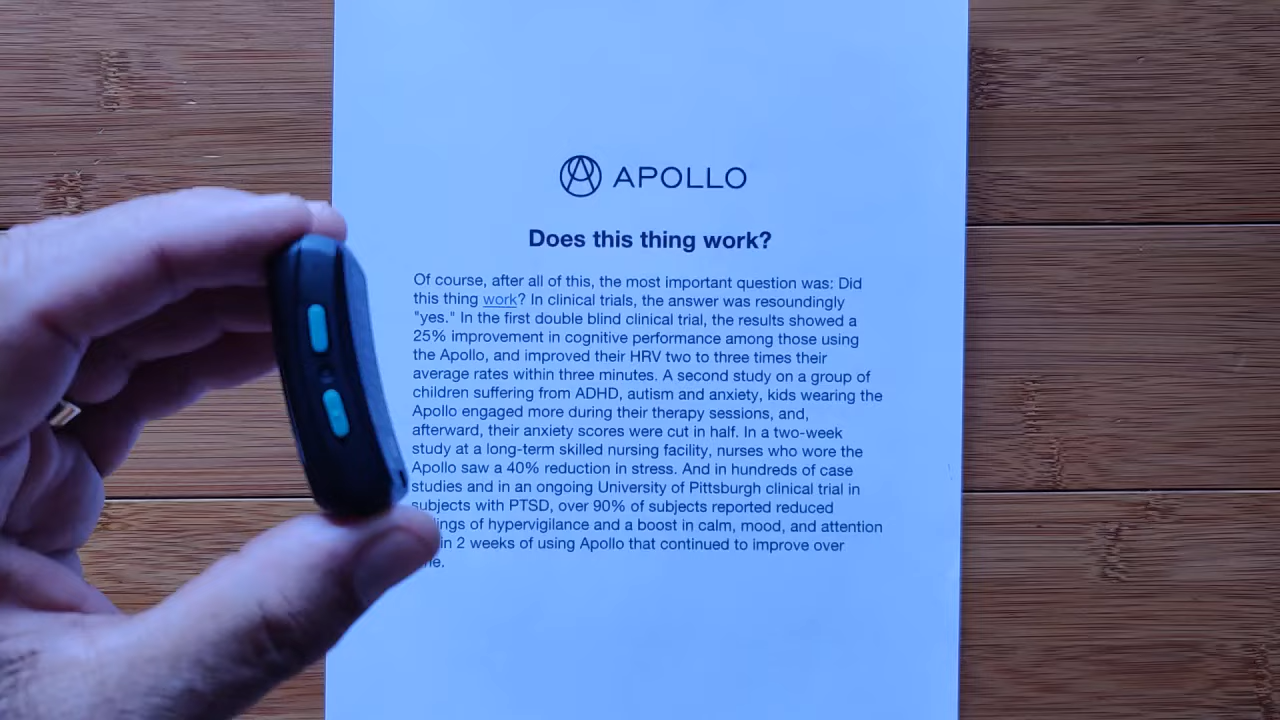 APOLLO
Does this thing work?
Of course, after all of this, the most important question was: Did
this thing work? In clinical trials, the answer was resoundingly
"yes." In the first double blind clinical trial, the results showed a
25% improvement in cognitive performance among those using
the Apollo, and improved their HRV two to three times their
average rates within three minutes. A second study on a group of
children suffering from ADHD, autism and anxiety, kids wearing the
Apollo engaged more during their therapy sessions, and,
afterward, their anxiety scores were cut in half. In a two-week
study at a long-term skilled nursing facility, nurses who wore the
Apollo saw a 40% reduction in stress. And in hundreds of case
studies and in an ongoing University of Pittsburgh clinical trial in
subjects with PTSD, over 90% of subjects reported reduced
of hypervigilance and a boost in calm, mood, and attention
in 2 weeks of using Apollo that continued to improve over